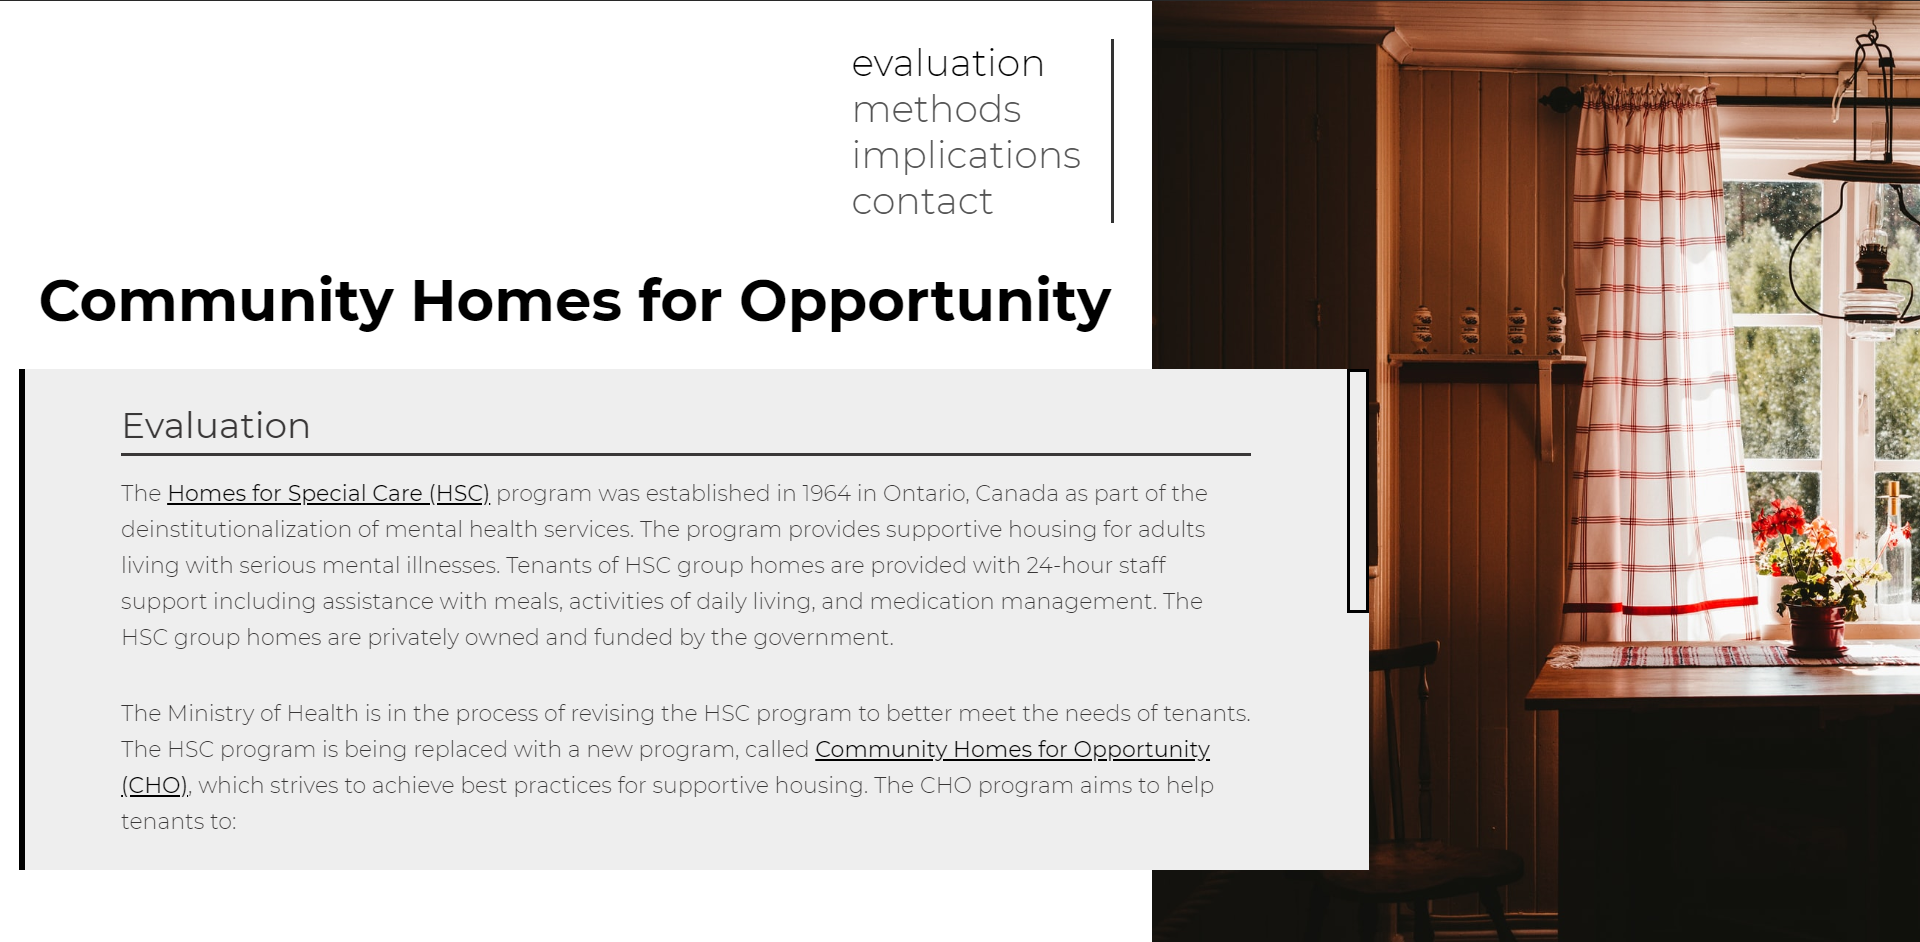 evaluation
methods
implications
contact
Community Homes for Opportunity
Evaluation
The Homes for Special Care (HSC) program was established in 1964 in Ontario, Canada as part of the
deinstitutionalization of mental health services. The program provides supportive housing for adults
living with serious mental illnesses. Tenants of HSC group homes are provided with 24-hour staff
support including assistance with meals, activities of daily living, and medication management. The
HSC group homes are privately owned and funded by the government.
The Ministry of Health is in the process of revising the HSC program to better meet the needs of tenants.
The HSC program is being replaced with a new program, called Community Homes for Opportunity
(CHO), which strives to achieve best practices for supportive housing. The CHO program aims to help
tenants to: